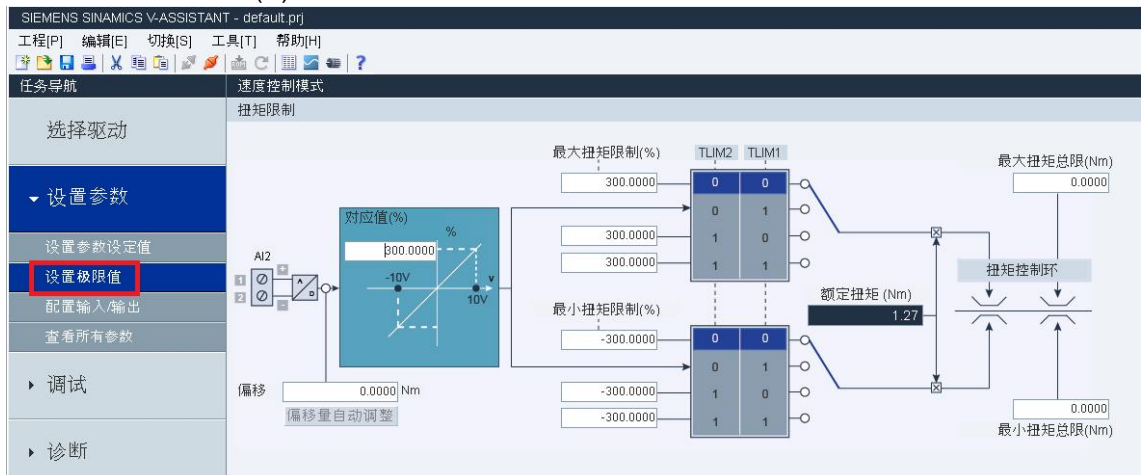 SIEMENS SINAMICS V-ASSISTANT - default.prj
工程[P] 编辑[E] 切换[S] 工具[T] 帮助[H]
任务导航
速度控制模式
扭矩限制
选择驱动
设置参数
设置参数设定值
设置极限值
配置输入/输出
查看所有参数
调试
诊断
AI2
1
2
+
-
A
D
对应值(%)
%
300.0000
-10V
v
10V
偏移 0.0000 Nm
偏移量自动调整
最大扭矩限制(%) TLIM2 TLIM1
300.0000 0 0
0 1
300.0000 1 0
300.0000 1 1
最小扭矩限制(%)
-300.0000 0 0
0 1
-300.0000 1 0
-300.0000 1 1
额定扭矩 (Nm)
1.27
最大扭矩总限(Nm)
0.0000
扭矩控制环
0.0000
最小扭矩总限(Nm)